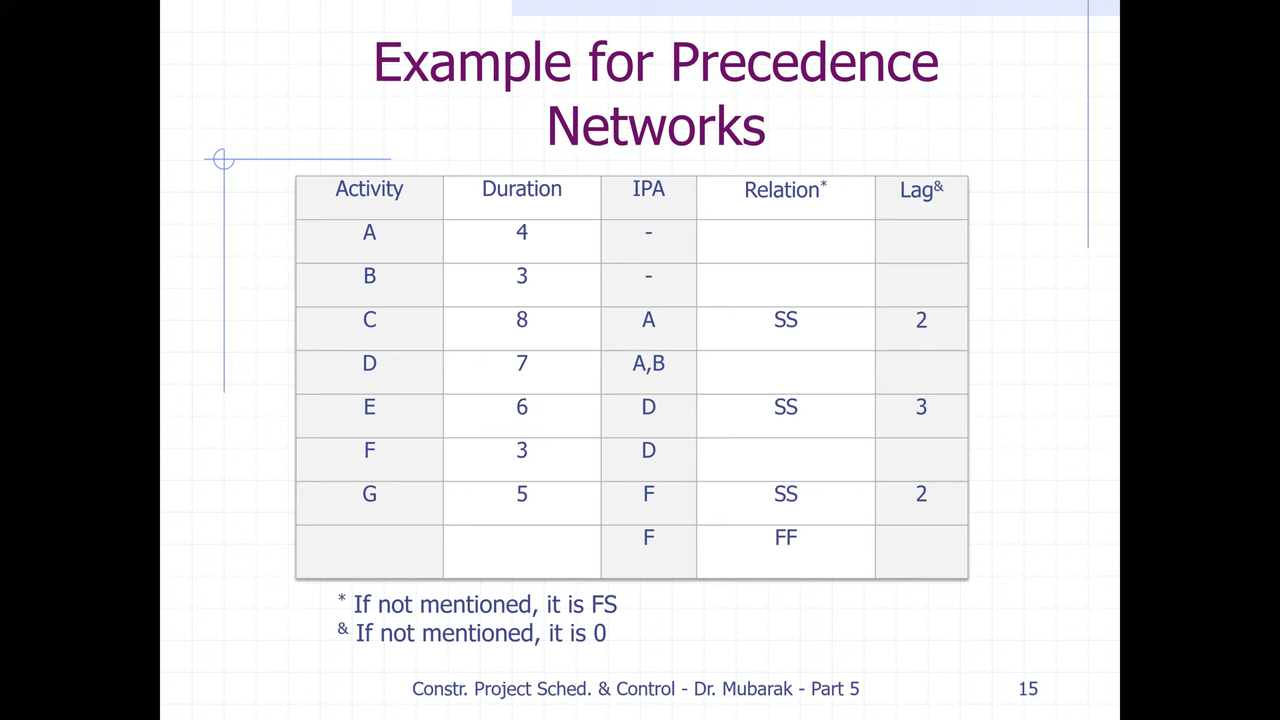 Example for Precedence
Networks
Activity Duration IPA Relation* Lag&
A 4 -
B 3 -
C 8 A SS 2
D 7 A,B
E 6 D SS 3
F 3 D
G 5 F SS 2
F FF
* If not mentioned, it is FS
& If not mentioned, it is 0
Constr. Project Sched. & Control - Dr. Mubarak - Part 5 15